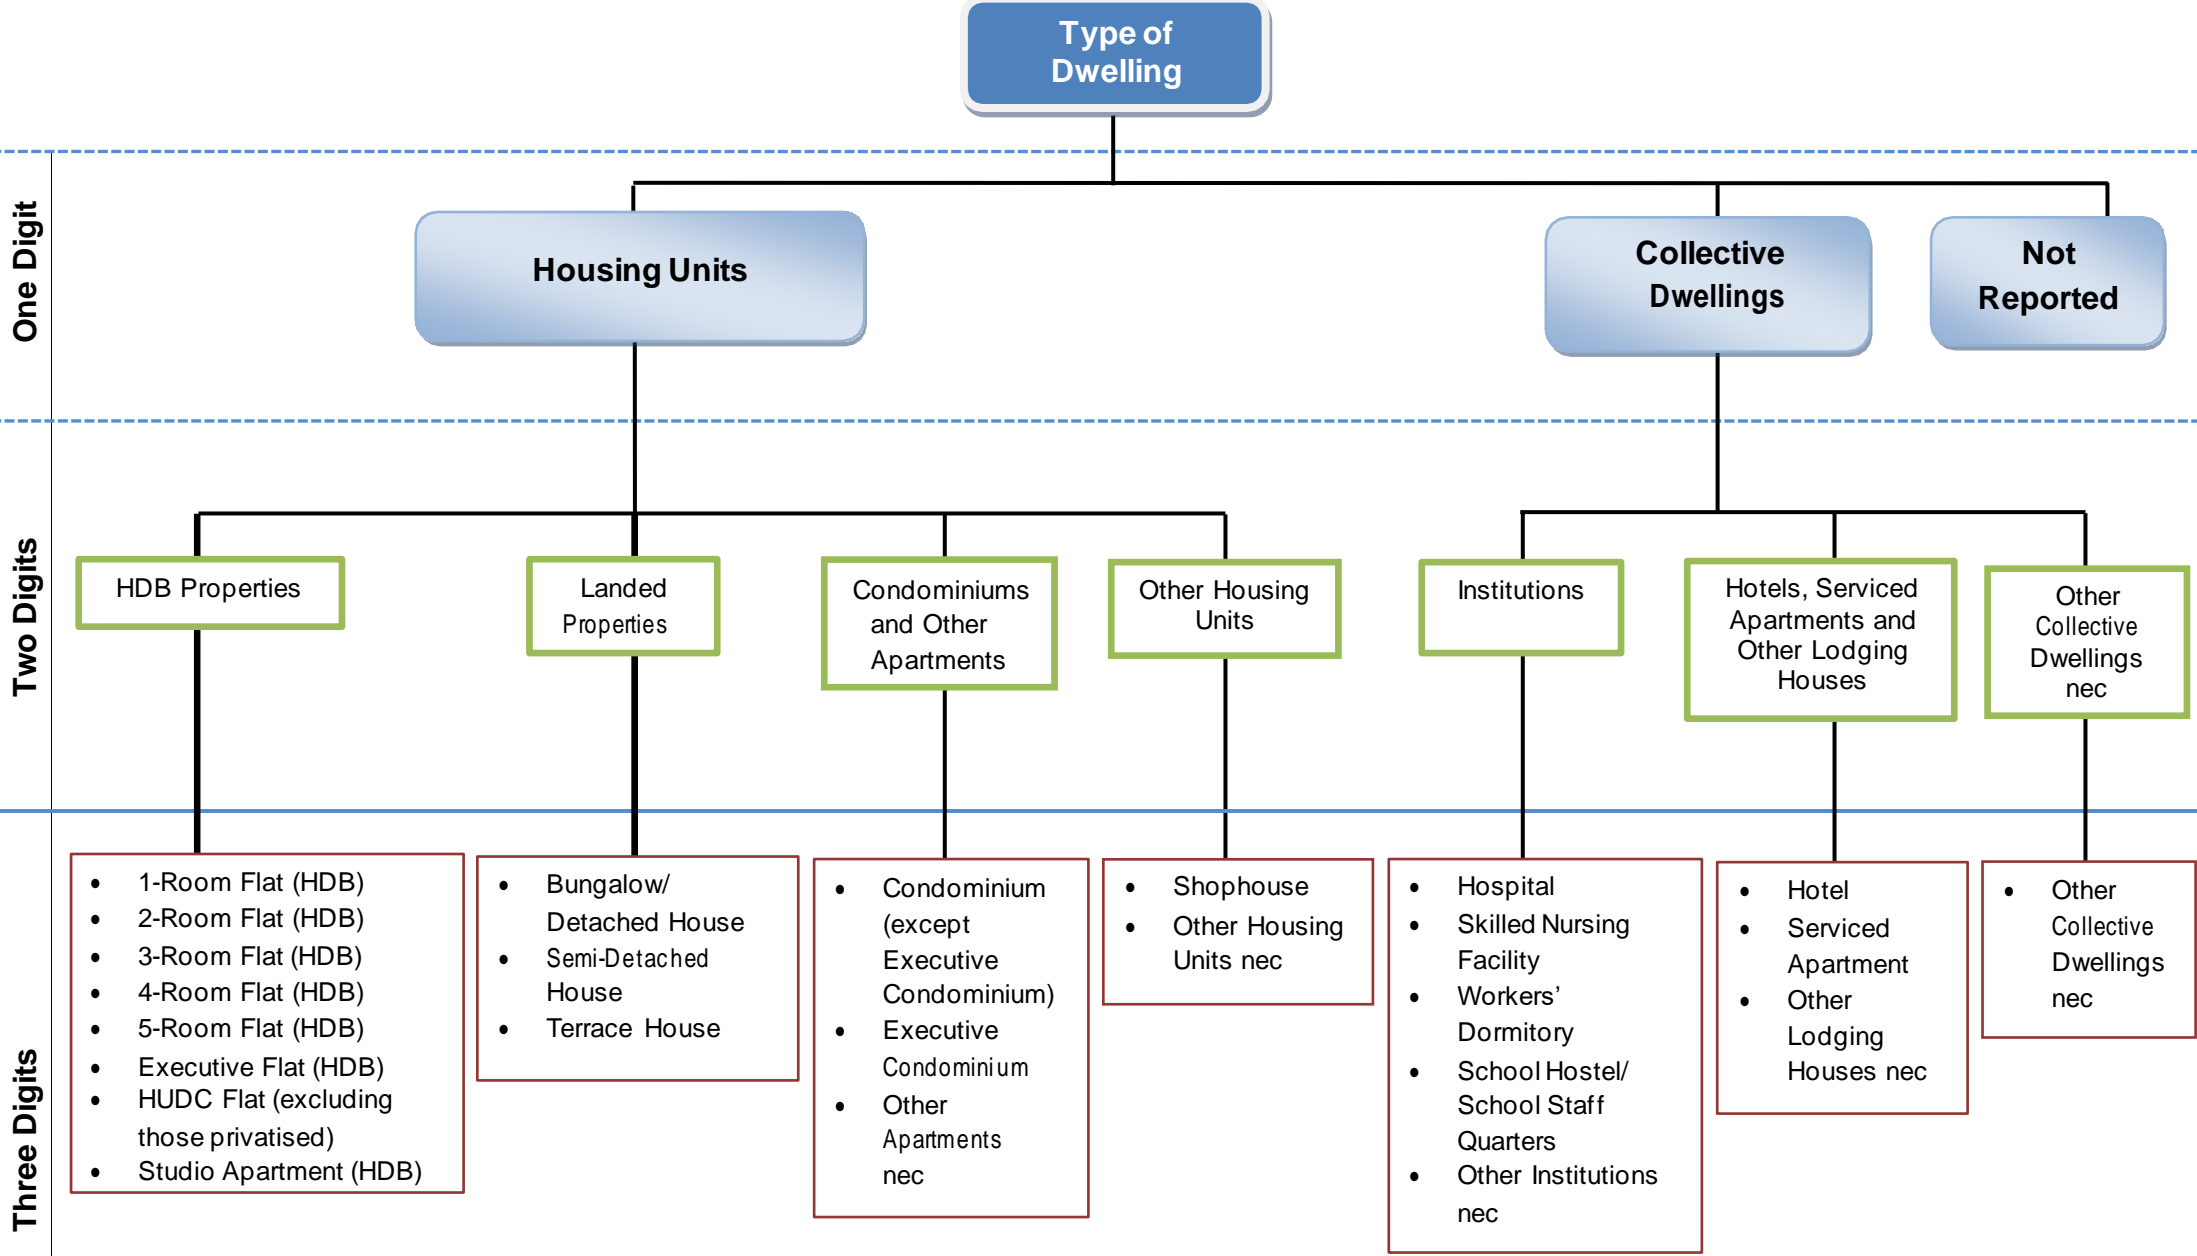 Type of
Dwelling
One Digit
Housing Units
Collective
Dwellings
Not
Reported
Two Digits
HDB Properties
Landed
Properties
Condominiums
and Other
Apartments
Other Housing
Units
Institutions
Hotels, Serviced
Apartments and
Other Lodging
Houses
Other
Collective
Dwellings
nec
Three Digits
• 1-Room Flat (HDB)
• 2-Room Flat (HDB)
• 3-Room Flat (HDB)
• 4-Room Flat (HDB)
• 5-Room Flat (HDB)
• Executive Flat (HDB)
• HUDC Flat (excluding
those privatised)
• Studio Apartment (HDB)
• Bungalow/
Detached House
• Semi-Detached
House
• Terrace House
• Condominium
(except
Executive
Condominium)
• Executive
Condominium
• Other
Apartments
nec
• Shophouse
• Other Housing
Units nec
• Hospital
• Skilled Nursing
Facility
• Workers’
Dormitory
• School Hostel/
School Staff
Quarters
• Other Institutions
nec
• Hotel
• Serviced
Apartment
• Other
Lodging
Houses nec
• Other
Collective
Dwellings
nec